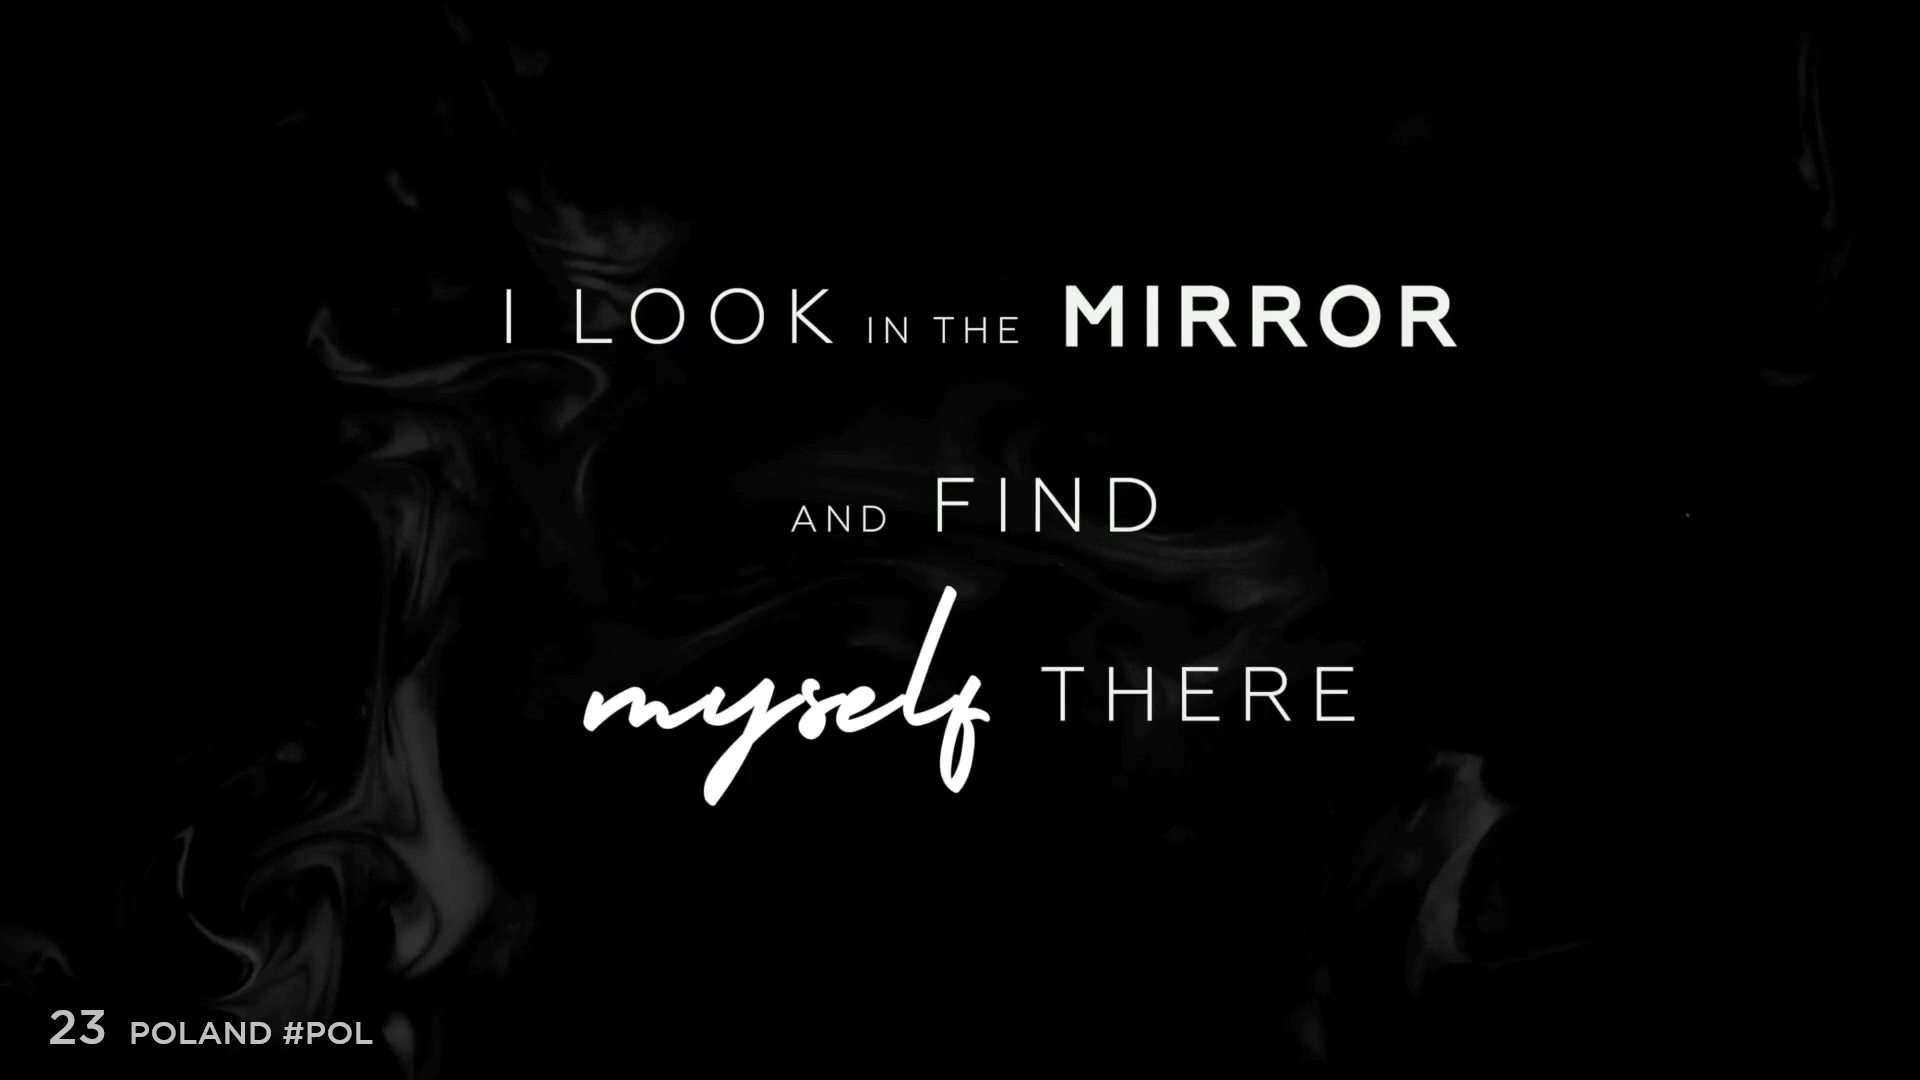 I LOOK IN THE MIRROR
AND FIND
myself THERE
23 POLAND #POL